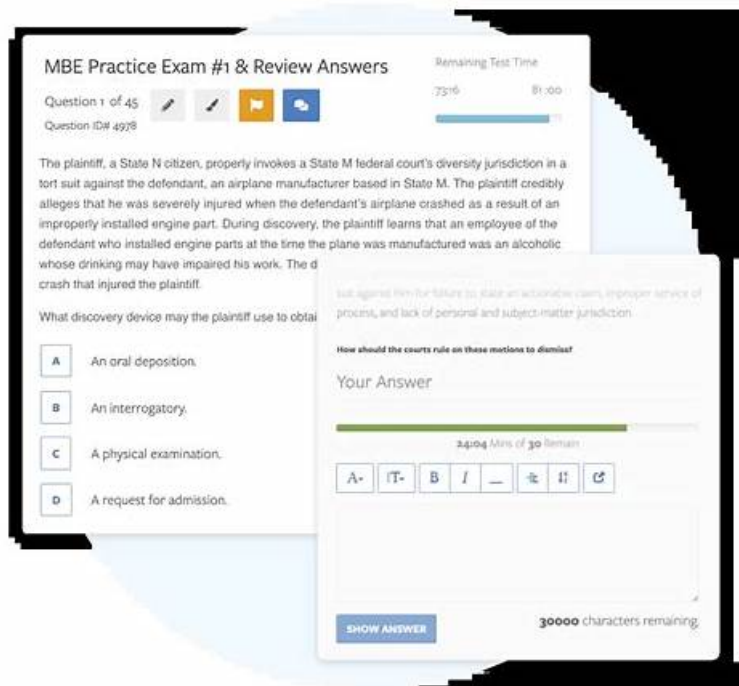 MBE Practice Exam #1 & Review Answers
Remaining Test Time
Question 1 of 45
73:16 81:00
Question ID# 4978
The plaintiff, a State N citizen, properly invokes a State M federal court's diversity jurisdiction in a
tort suit against the defendant, an airplane manufacturer based in State M. The plaintiff credibly
alleges that he was severely injured when the defendant's airplane crashed as a result of an
improperly installed engine part. During discovery, the plaintiff learns that an employee of the
defendant who installed engine parts at the time the plane was manufactured was an alcoholic
whose drinking may have impaired his work. The d
crash that injured the plaintiff.
What discovery device may the plaintiff use to obtai
A An oral deposition.
B An interrogatory.
C A physical examination.
D A request for admission.
suit against him for failure to state an actionable claim, improper service of
process, and lack of personal and subject-matter jurisdiction.
How should the courts rule on these motions to dismiss?
Your Answer
24:04 Mins of 30 Remain
A T B I
SHOW ANSWER
30000 characters remaining.